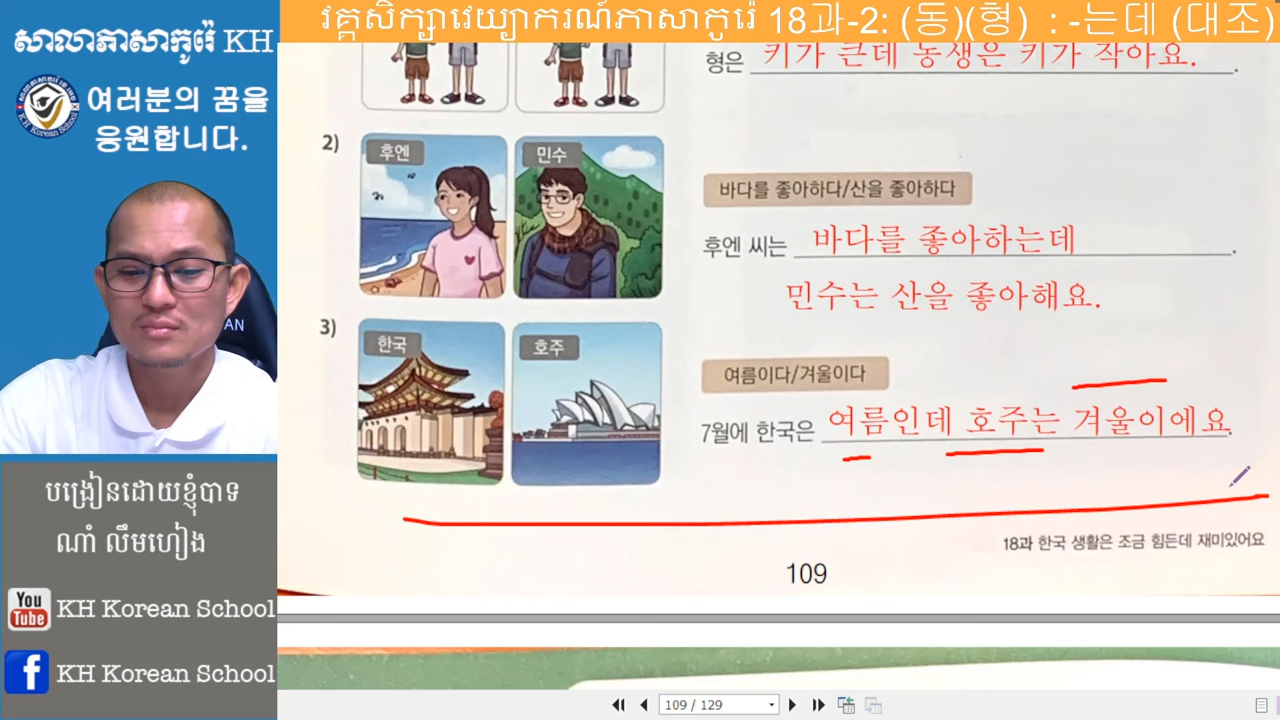 វគ្គសិក្សាវេយ្យាករណ៍ភាសាកូរ៉េ 18과-2: (동)(형) : -는데 (대조)
សាលាភាសាកូរ៉េ KH
여러분의 꿈을
응원합니다.
បង្រៀនដោយខ្ញុំបាទ
ណាំ លឹមហៀង
KH Korean School
KH Korean School
형은 키가 큰데 동생은 키가 작아요.
2)
후엔
민수
바다를 좋아하다/산을 좋아하다
후엔 씨는 바다를 좋아하는데.
민수는 산을 좋아해요.
3)
한국
호주
여름이다/겨울이다
7월에 한국은 여름인데 호주는 겨울이에요.
18과 한국 생활은 조금 힘든데 재미있어요
109
109 / 129